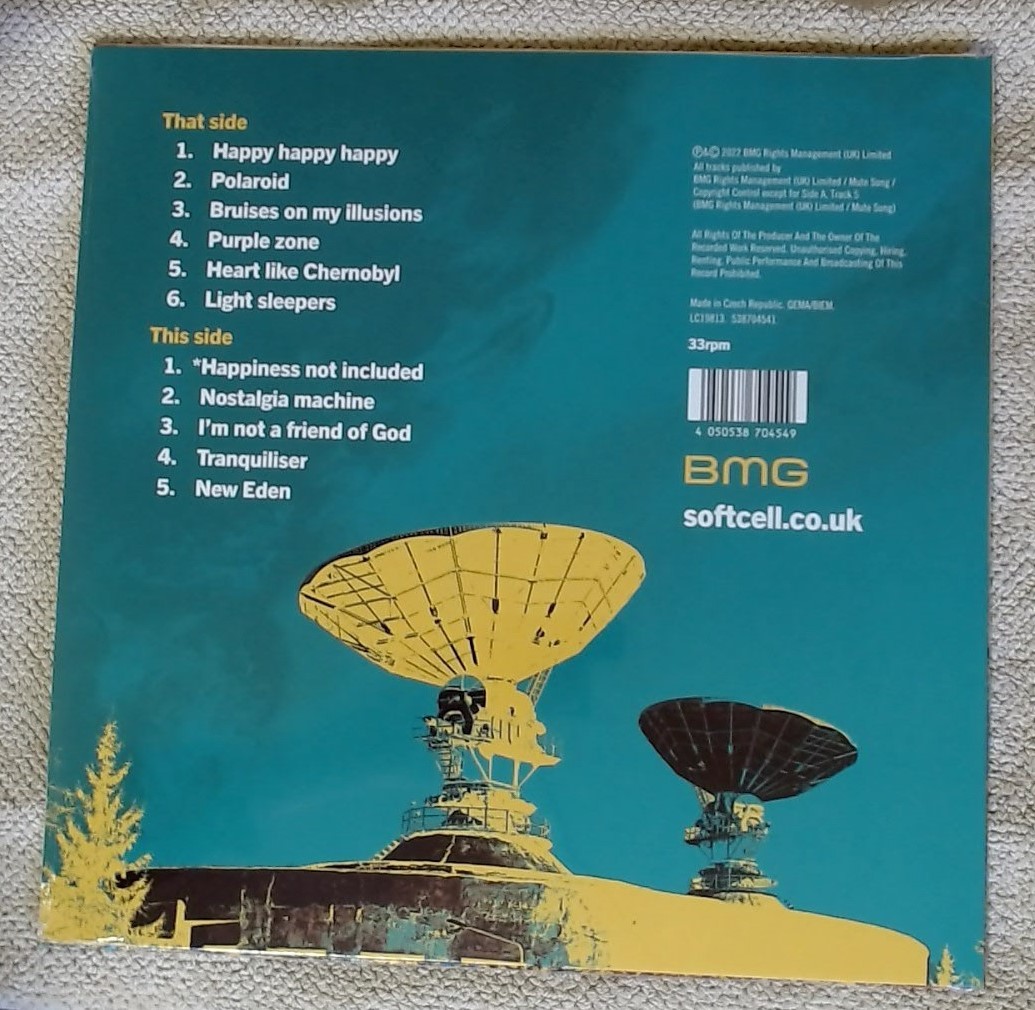 That side
1. Happy happy happy
2. Polaroid
3. Bruises on my illusions
4. Purple zone
5. Heart like Chernobyl
6. Light sleepers
This side
1. *Happiness not included
2. Nostalgia machine
3. I'm not a friend of God
4. Tranquiliser
5. New Eden
℗&© 2022 BMG Rights Management (UK) Limited
All tracks published by
BMG Rights Management (UK) Limited / Mute Song /
Copyright Control except for Side A, Track 5
(BMG Rights Management (UK) Limited / Mute Song)
All Rights Of The Producer And The Owner Of The
Recorded Work Reserved. Unauthorised Copying, Hiring,
Renting, Public Performance And Broadcasting Of This
Record Prohibited.
Made in Czech Republic. GEMA/BIEM.
LC19813 538704541
33rpm
4 050538 704549
BMG
softcell.co.uk